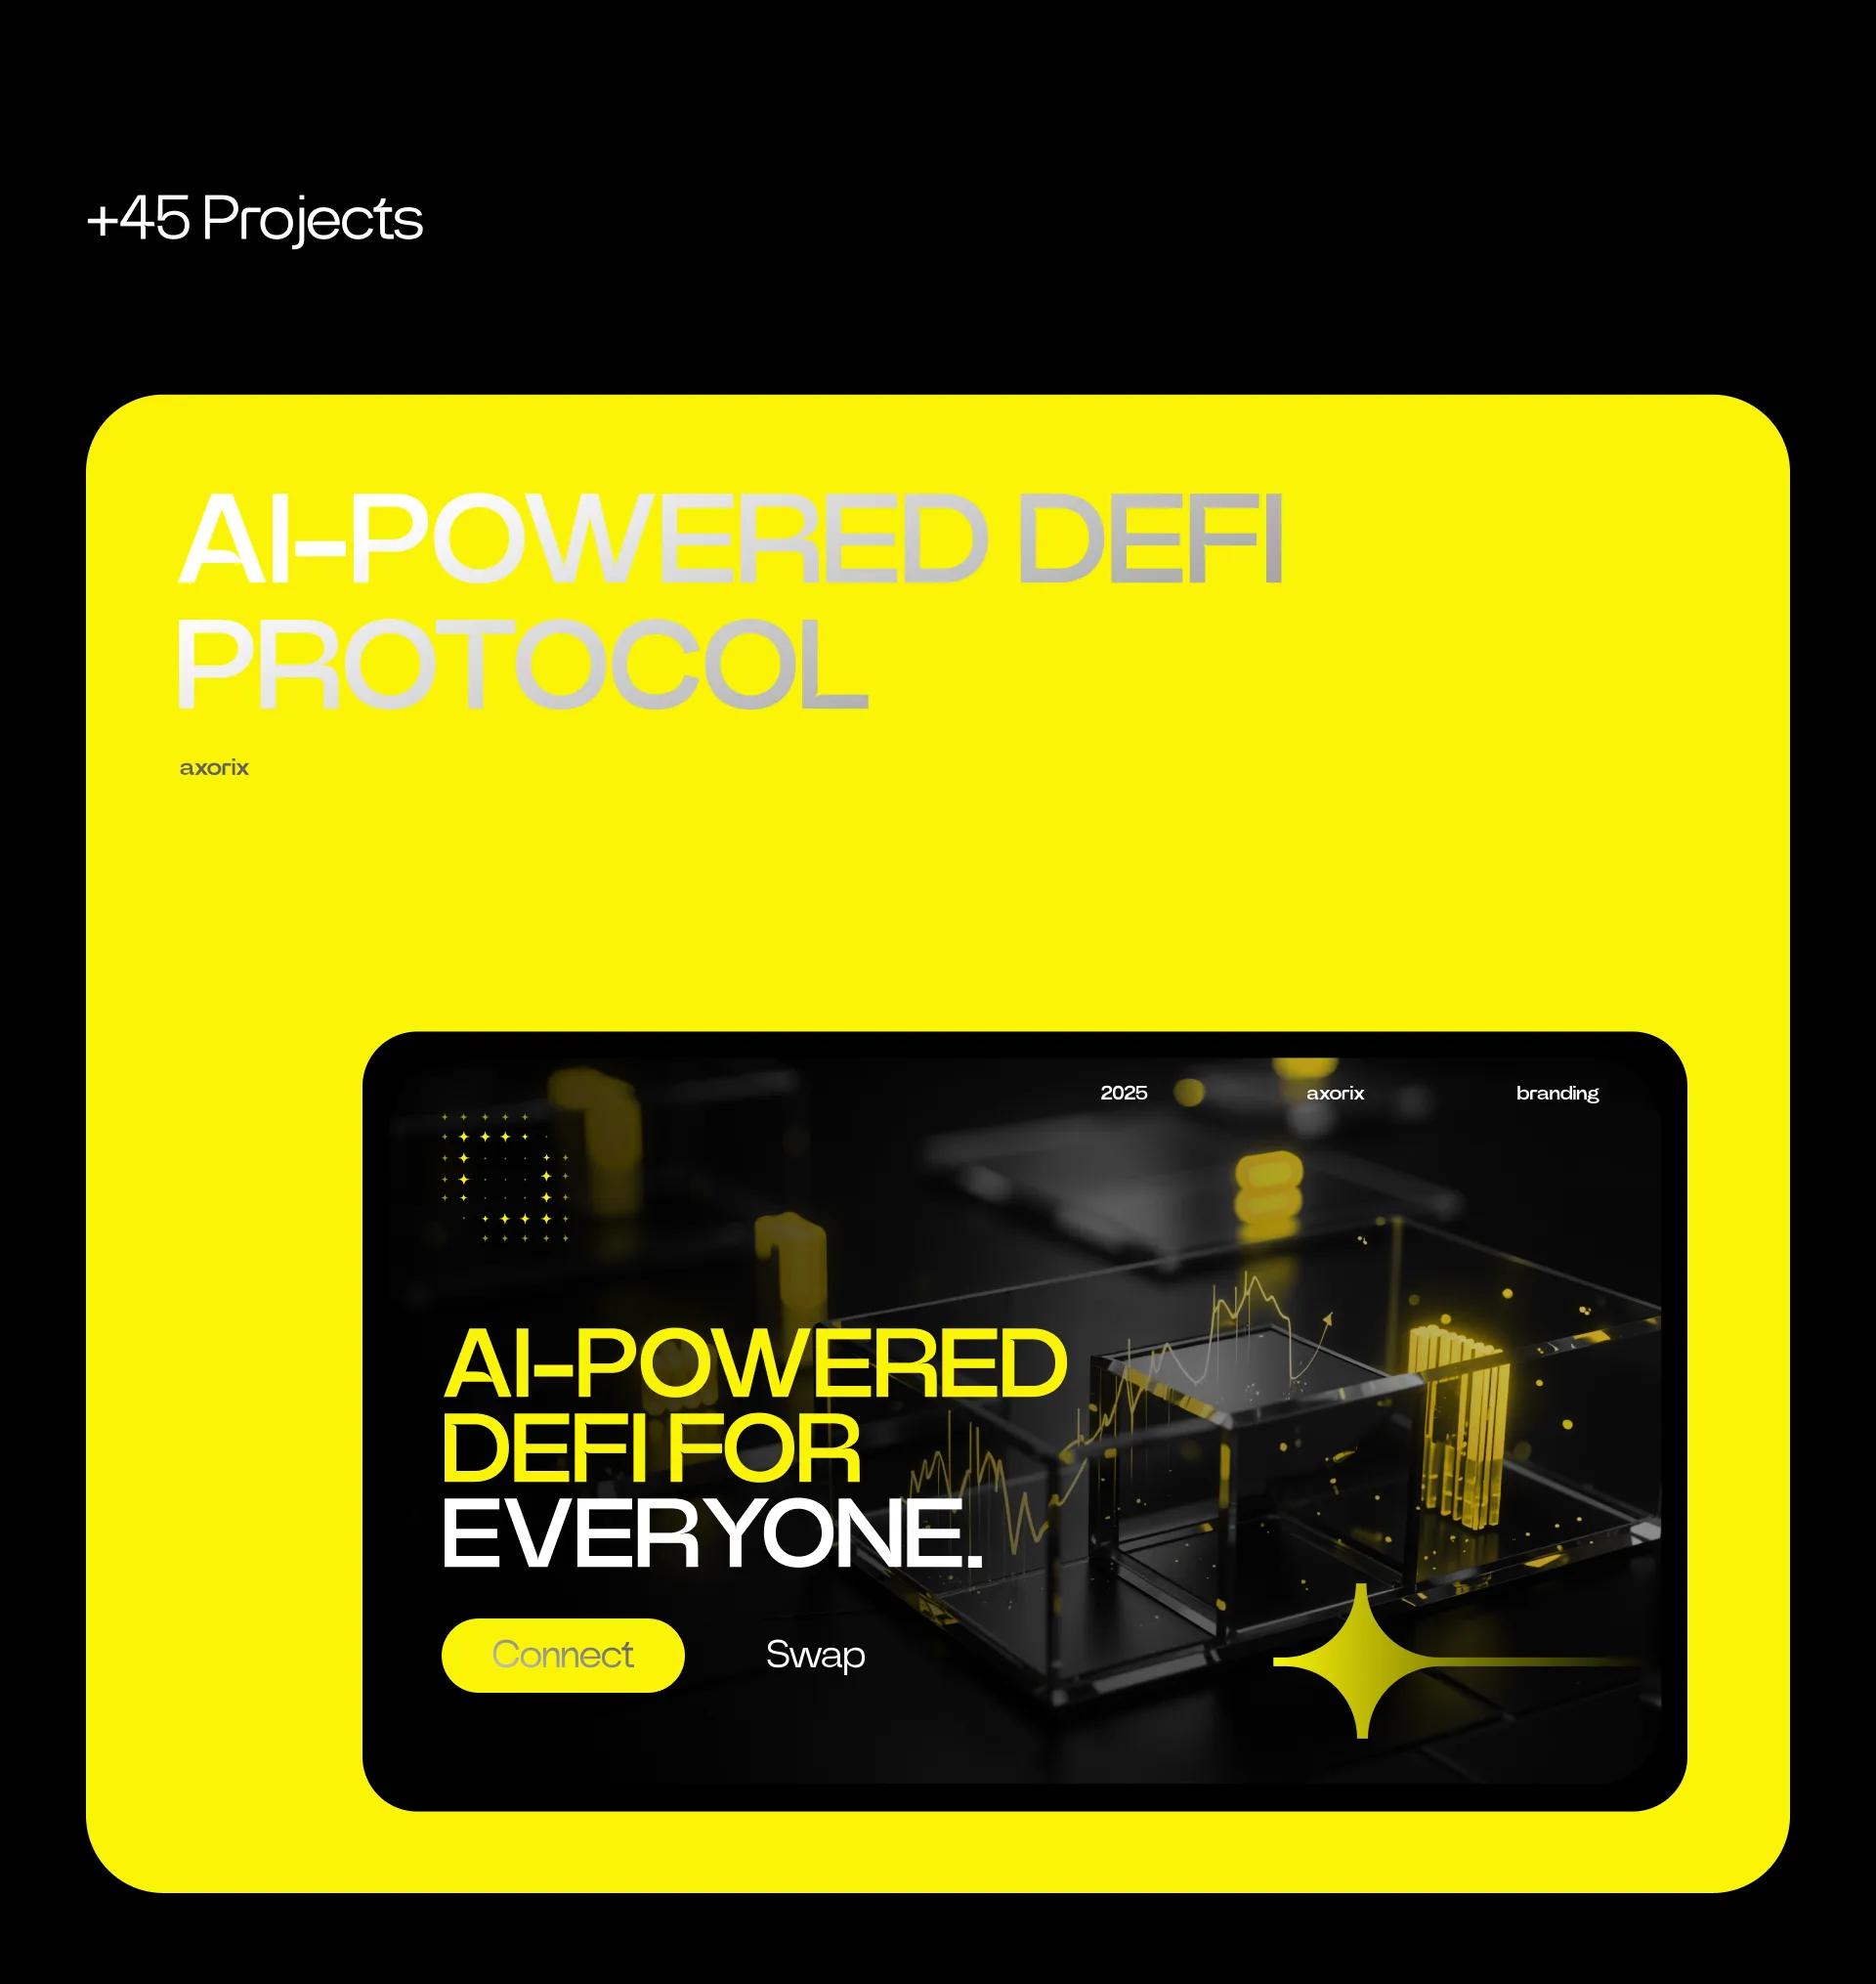 +45 Projects
AI-POWERED DEFI
PROTOCOL
axorix
2025
axorix
branding
AI-POWERED
DEFI FOR
EVERYONE.
Connect
Swap